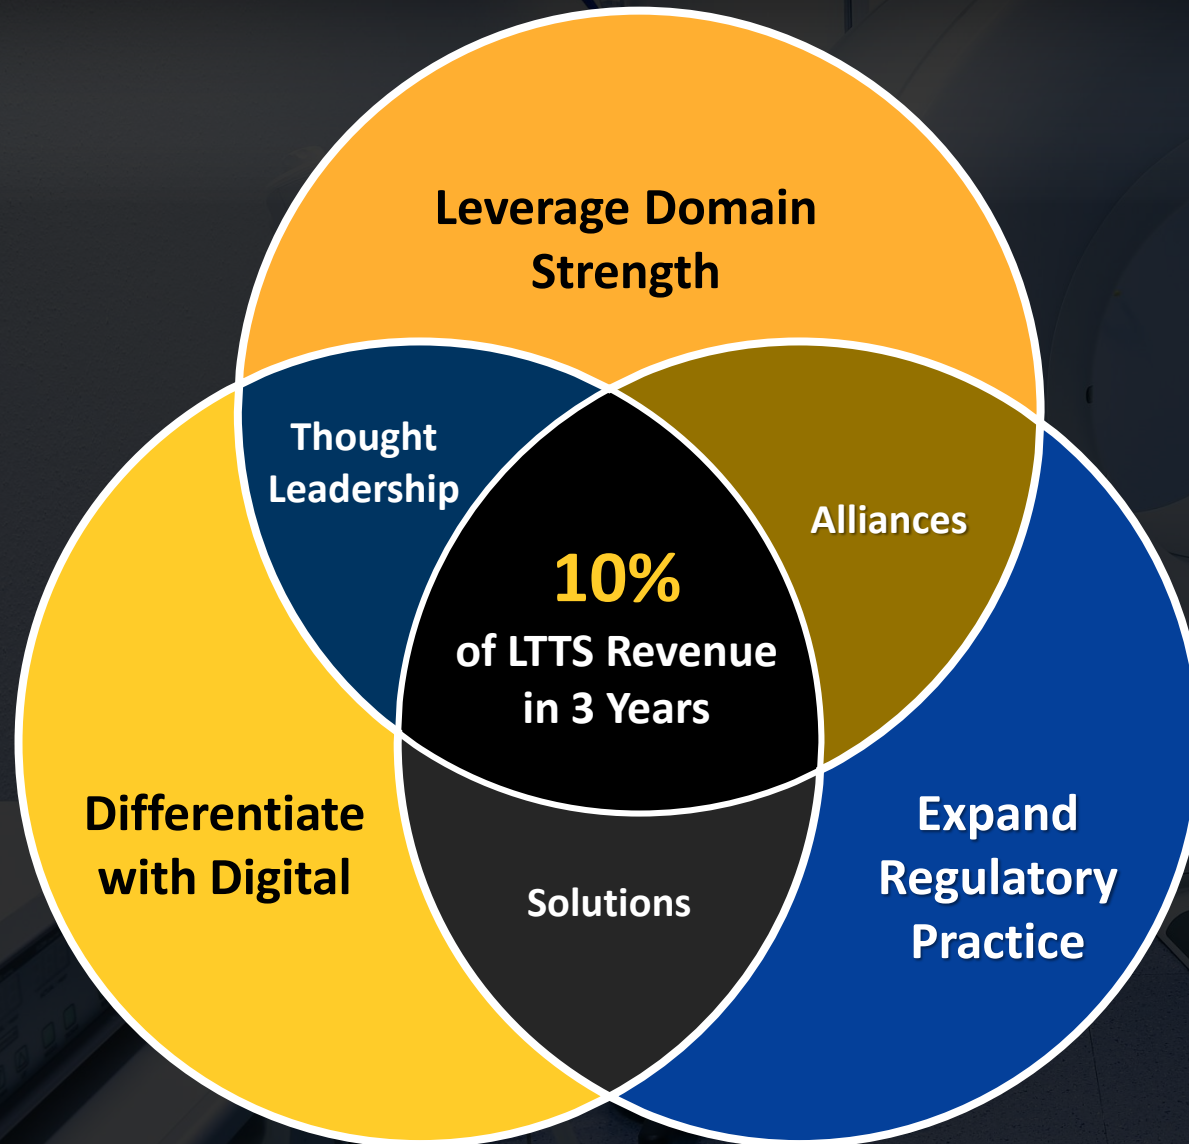 Leverage Domain
Strength
Thought
Leadership
Alliances
10%
of LTTS Revenue
in 3 Years
Differentiate
with Digital
Solutions
Expand
Regulatory
Practice